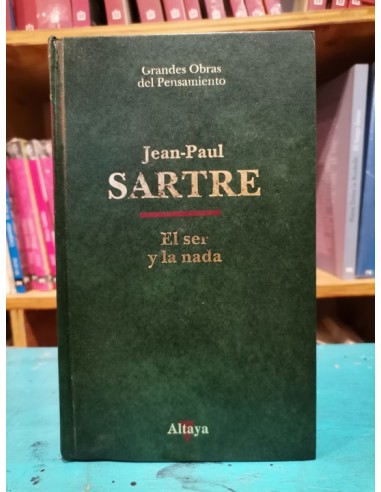 Grandes Obras
del Pensamiento
Jean-Paul
SARTRE
El ser
y la nada
Altaya